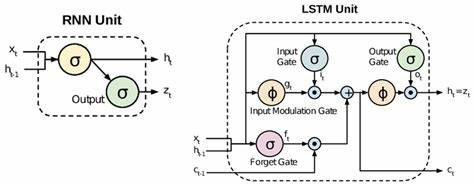 RNN Unit
xₜ
hₜ₋₁
σ
hₜ
Output
σ
zₜ
LSTM Unit
Input
Gate
σ
iₜ
Output
Gate
σ
oₜ
ϕ
gₜ
Input Modulation Gate
+
ϕ
hₜ=zₜ
xₜ
hₜ₋₁
σ
fₜ
Forget Gate
cₜ₋₁
cₜ